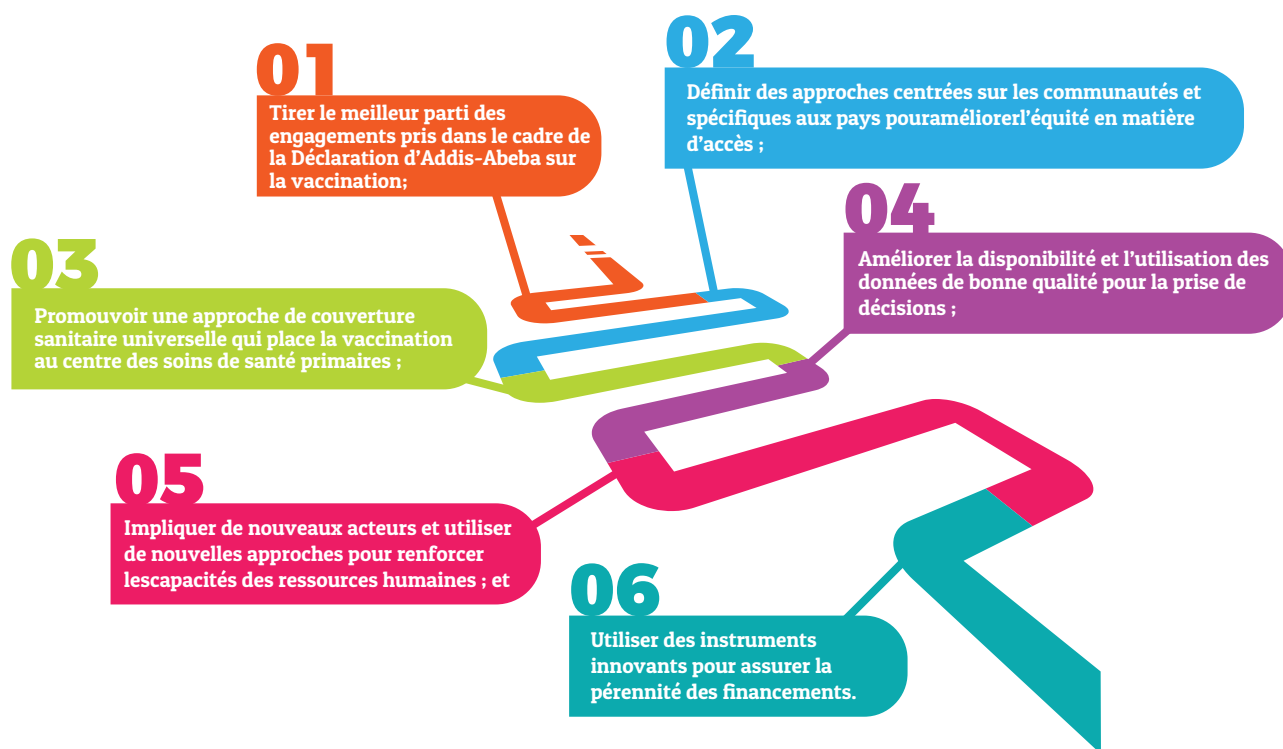 01
Tirer le meilleur parti des
engagements pris dans le cadre de
la Déclaration d'Addis-Abeba sur
la vaccination;
02
Définir des approches centrées sur les communautés et
spécifiques aux pays pouraméliorerl'équité en matière
d'accès ;
03
Promouvoir une approche de couverture
sanitaire universelle qui place la vaccination
au centre des soins de santé primaires ;
04
Améliorer la disponibilité et l'utilisation des
données de bonne qualité pour la prise de
décisions ;
05
Impliquer de nouveaux acteurs et utiliser
de nouvelles approches pour renforcer
lescapacités des ressources humaines ; et
06
Utiliser des instruments
innovants pour assurer la
pérennité des financements.